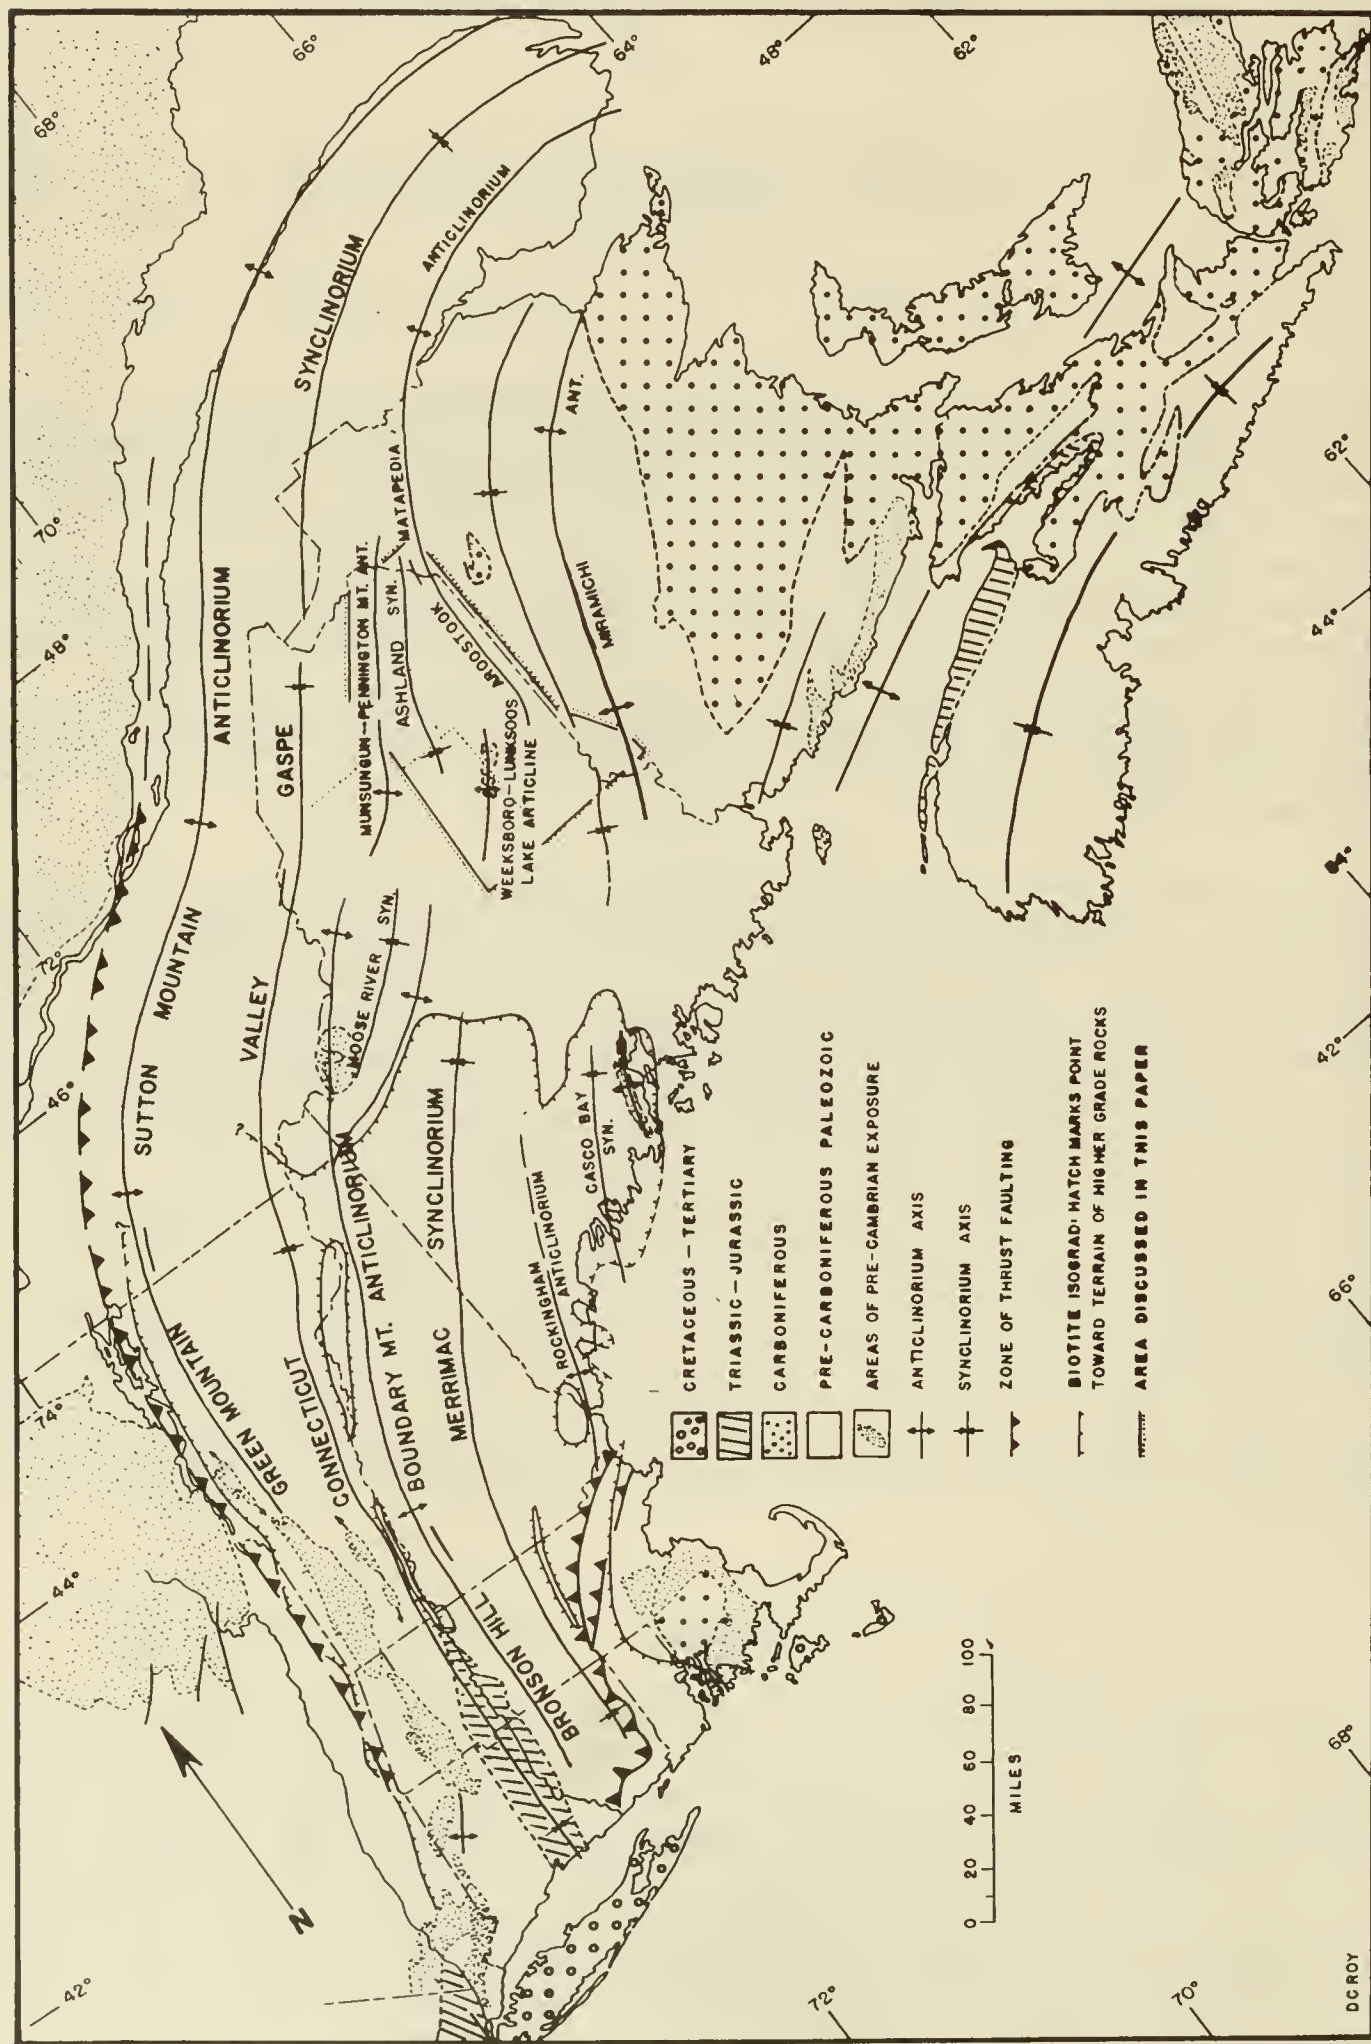 68°
66°
64°
48°
62°
70°
48°
72°
46°
74°
44°
42°
72°
70°
68°
66°
42°
64°
44°
62°
SUTTON
MOUNTAIN
ANTICLINORIUM
GREEN MOUNTAIN
CONNECTICUT
VALLEY
GASPE
SYNCLINORIUM
BRONSON HILL
BOUNDARY MT.
ANTICLINORIUM
MERRIMAC
SYNCLINORIUM
MOOSE RIVER SYN.
MUNSUNGUN–PENNINGTON MT. ANT.
ASHLAND SYN.
AROOSTOOK
MATAPEDIA
ANTICLINORIUM
WEEKSBORO–LUNKSOOS
LAKE ARTICLINE
MIRAMICHI
ANT.
ROCKINGHAM
ANTICLINORIUM
CASCO BAY
SYN.
?
?
CRETACEOUS – TERTIARY
TRIASSIC – JURASSIC
CARBONIFEROUS
PRE – CARBONIFEROUS PALEOZOIC
AREAS OF PRE-CAMBRIAN EXPOSURE
ANTICLINORIUM AXIS
SYNCLINORIUM AXIS
ZONE OF THRUST FAULTING
BIOTITE ISOGRAD: HATCH MARKS POINT
TOWARD TERRAIN OF HIGHER GRADE ROCKS
AREA DISCUSSED IN THIS PAPER
N
0 20 40 60 80 100
MILES
DCROY